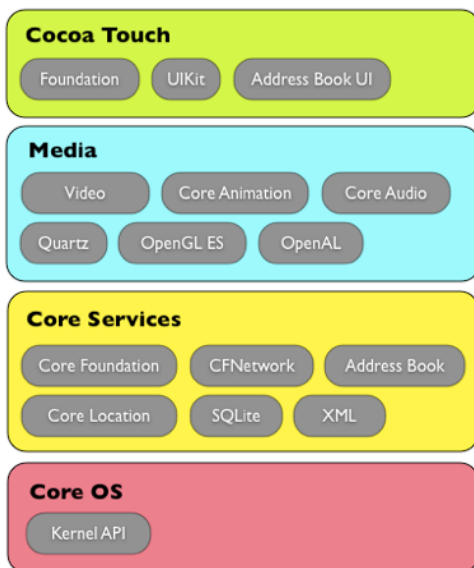 Cocoa Touch
Foundation UIKit Address Book UI
Media
Video Core Animation Core Audio
Quartz OpenGL ES OpenAL
Core Services
Core Foundation CFNetwork Address Book
Core Location SQLite XML
Core OS
Kernel API